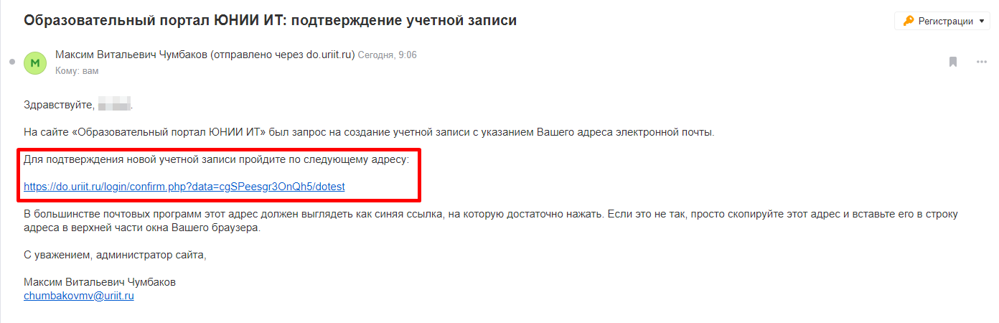 Образовательный портал ЮНИИ ИТ: подтверждение учетной записи
Регистрации
М
Максим Витальевич Чумбаков (отправлено через do.uriit.ru) Сегодня, 9:06
Кому: вам
Здравствуйте, .
На сайте «Образовательный портал ЮНИИ ИТ» был запрос на создание учетной записи с указанием Вашего адреса электронной почты.
Для подтверждения новой учетной записи пройдите по следующему адресу:
https://do.uriit.ru/login/confirm.php?data=cgSPeesgr3OnQh5/dotest
В большинстве почтовых программ этот адрес должен выглядеть как синяя ссылка, на которую достаточно нажать. Если это не так, просто скопируйте этот адрес и вставьте его в строку
адреса в верхней части окна Вашего браузера.
С уважением, администратор сайта,
Максим Витальевич Чумбаков
chumbakovmv@uriit.ru